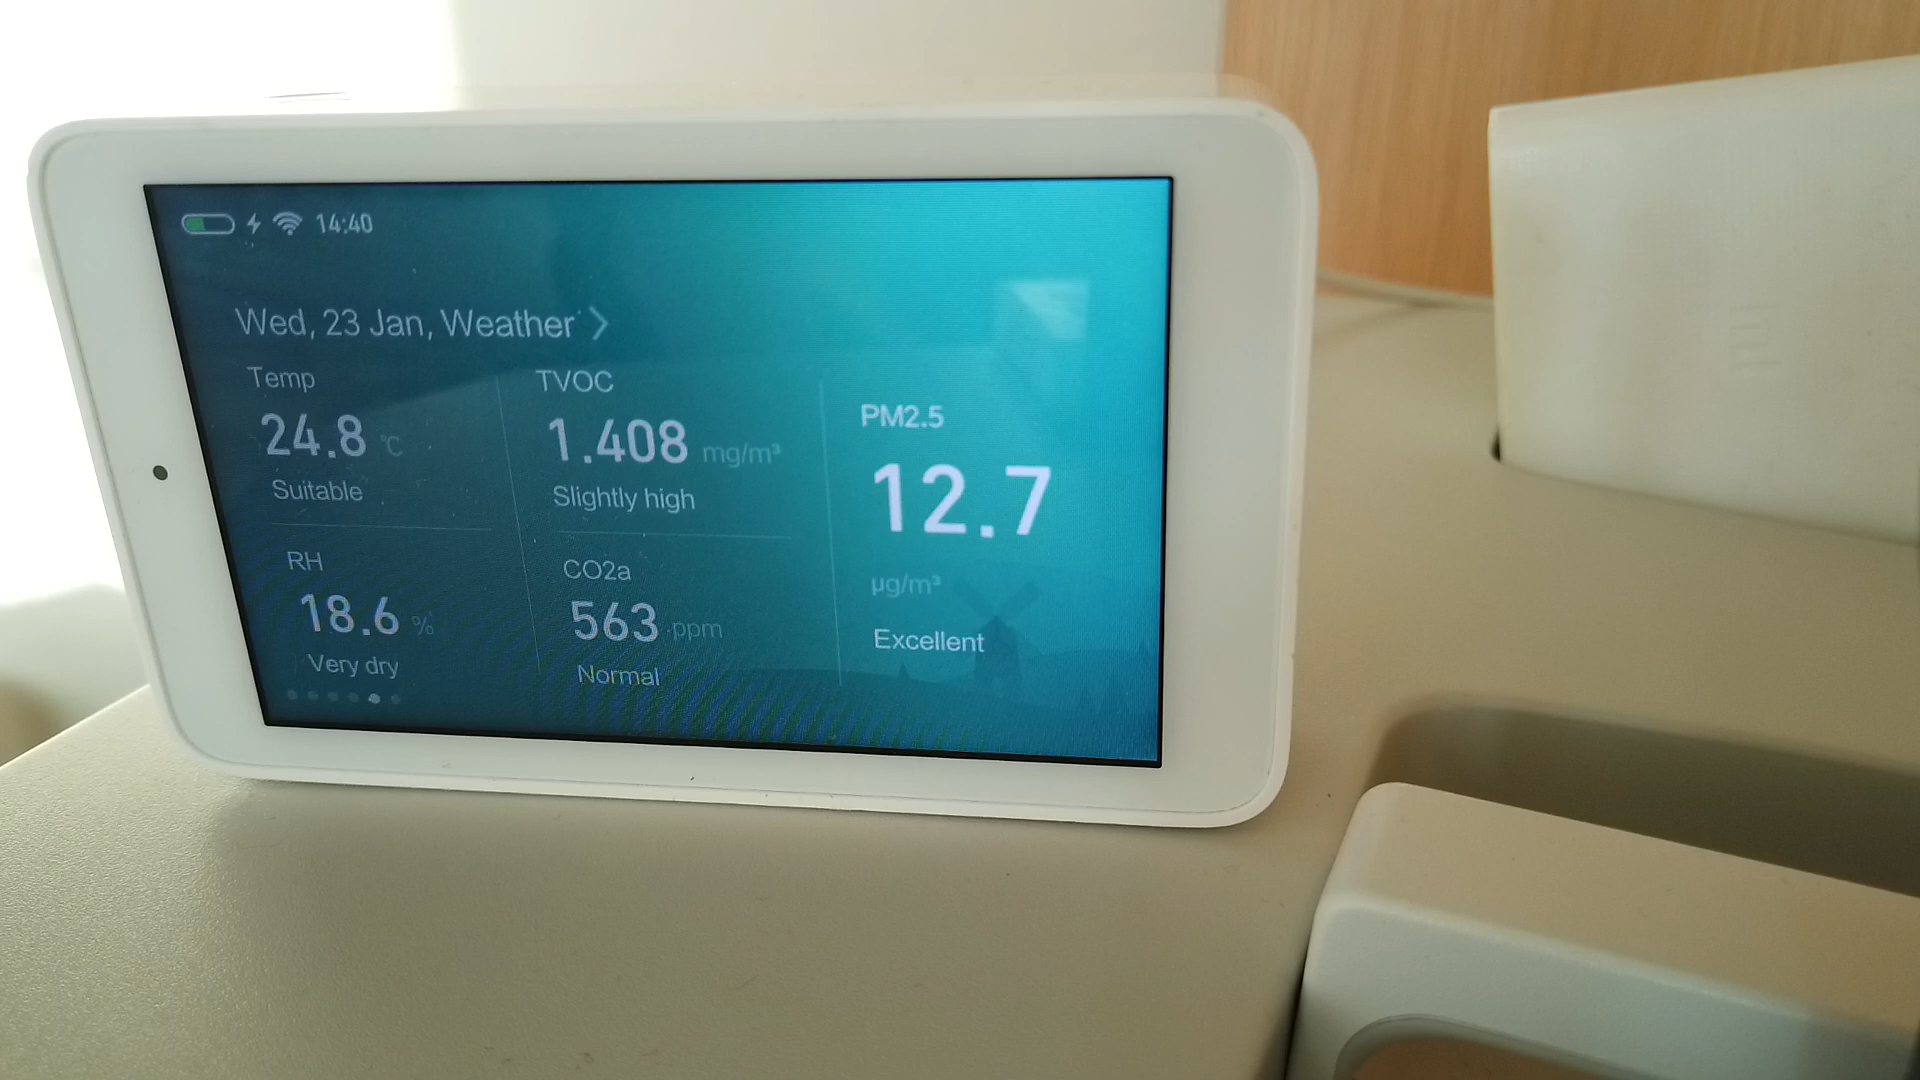 14:40
Wed, 23 Jan, Weather
Temp
24.8 ℃
Suitable
RH
18.6 %
Very dry
TVOC
1.408 mg/m³
Slightly high
CO2a
563 ppm
Normal
PM2.5
12.7
µg/m³
Excellent